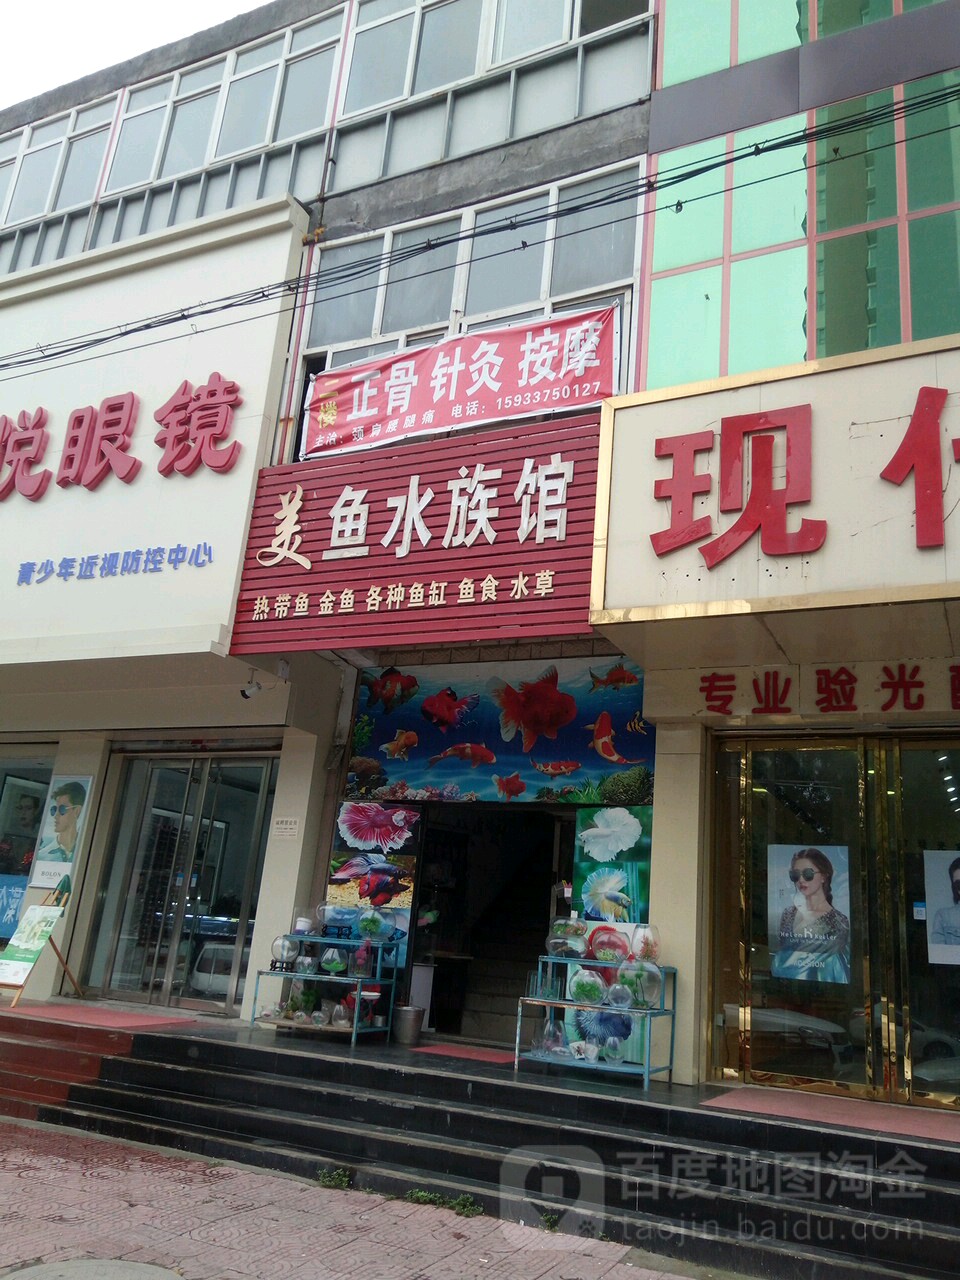 悦眼镜
青少年近视防控中心
二楼
正骨 针灸 按摩
主治：颈肩腰腿痛 电话：15933750127
美鱼水族馆
热带鱼 金鱼 各种鱼缸 鱼食 水草
现
专业验光
BOLON
Helen Keller
百度地图淘金
taojin.baidu.com